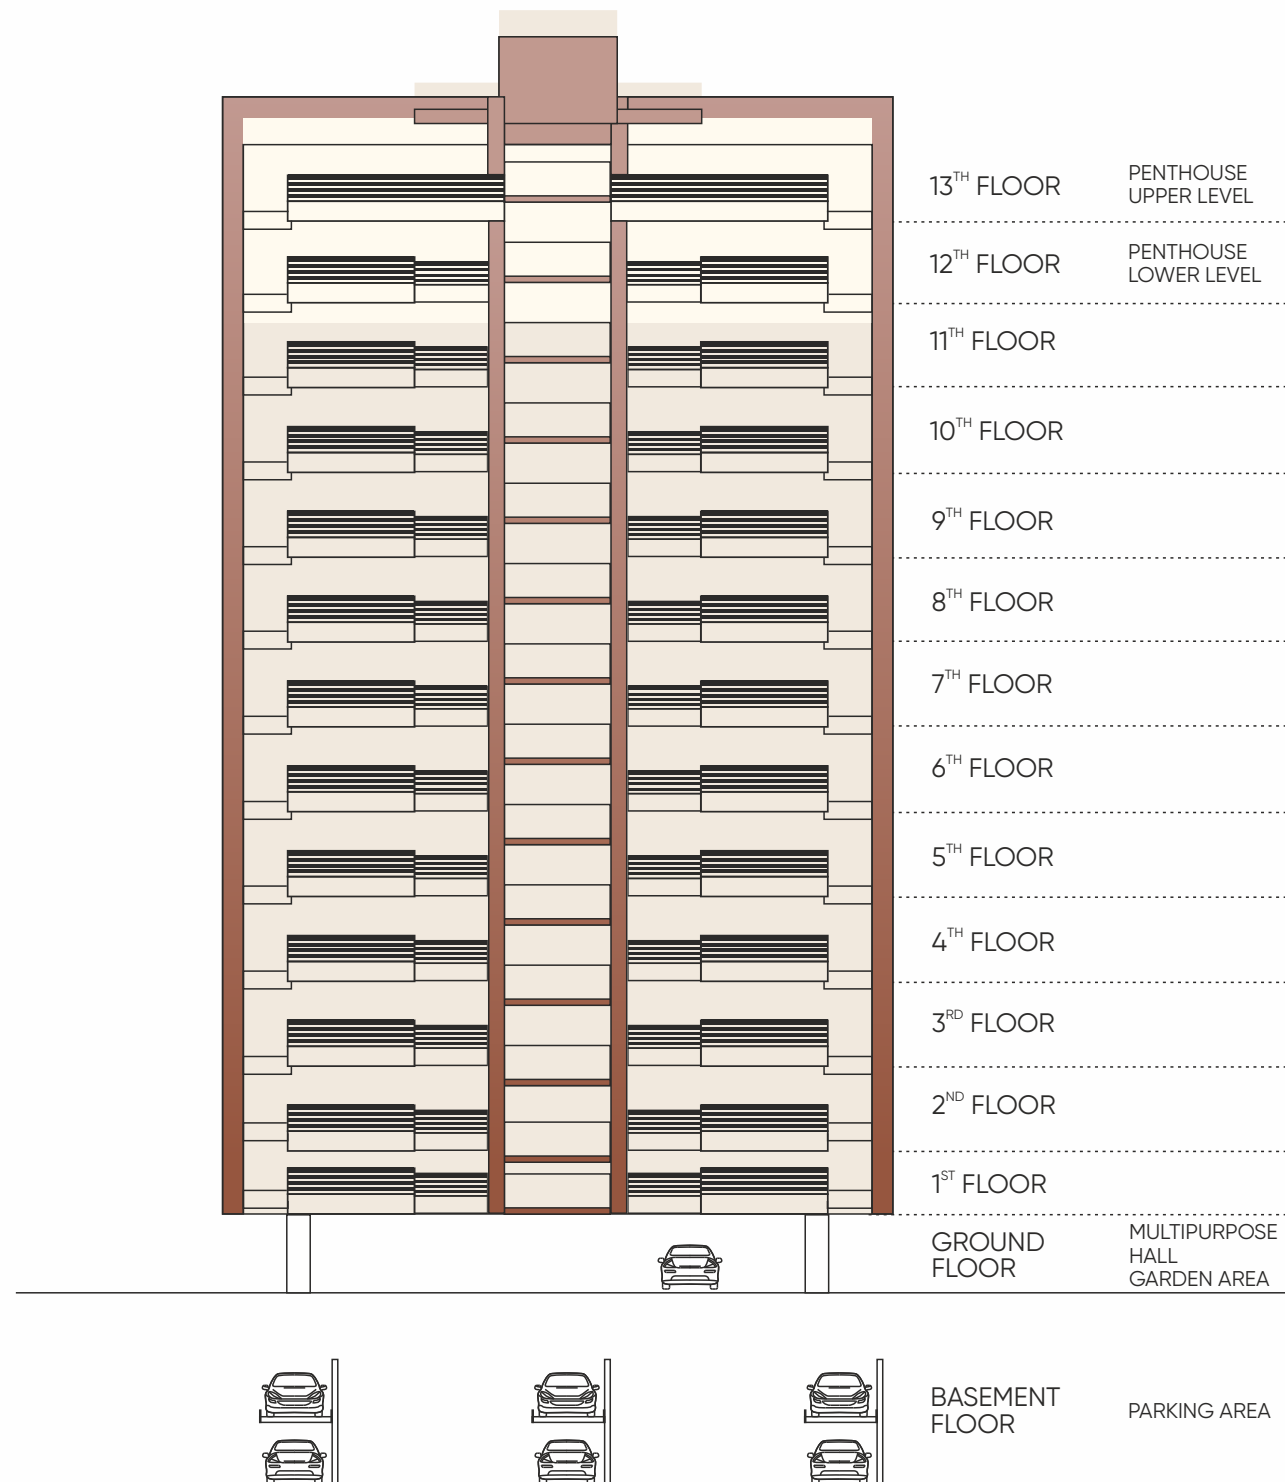 13TH FLOOR
PENTHOUSE
UPPER LEVEL
12TH FLOOR
PENTHOUSE
LOWER LEVEL
11TH FLOOR
10TH FLOOR
9TH FLOOR
8TH FLOOR
7TH FLOOR
6TH FLOOR
5TH FLOOR
4TH FLOOR
3RD FLOOR
2ND FLOOR
1ST FLOOR
GROUND
FLOOR
MULTIPURPOSE
HALL
GARDEN AREA
BASEMENT
FLOOR
PARKING AREA